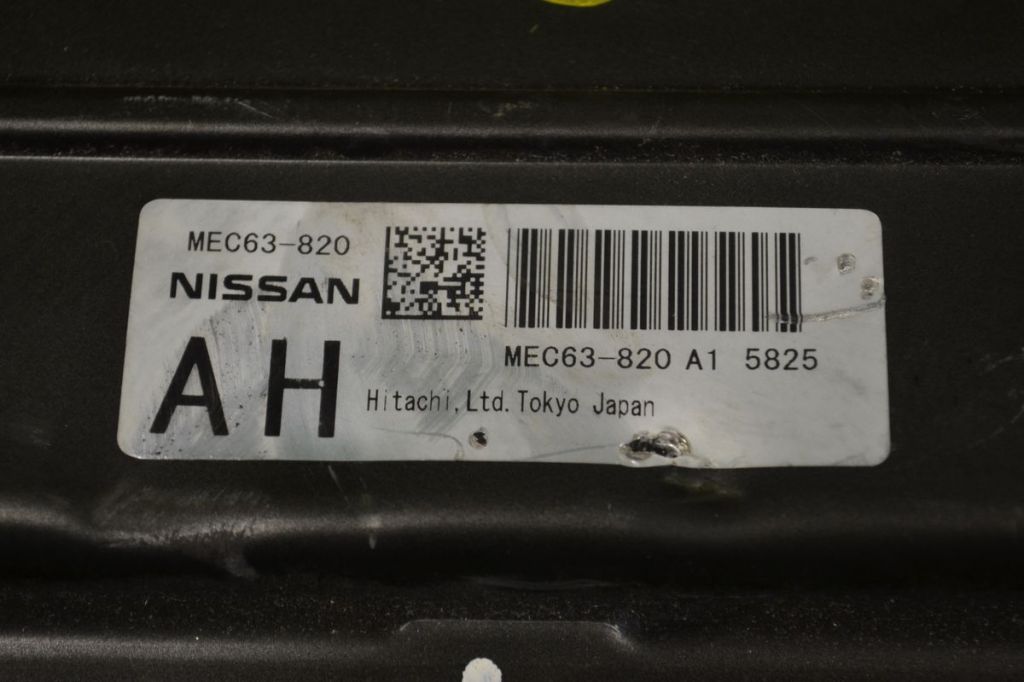 MEC63-820
NISSAN
AH
MEC63-820 A1 5825
Hitachi,Ltd.Tokyo Japan